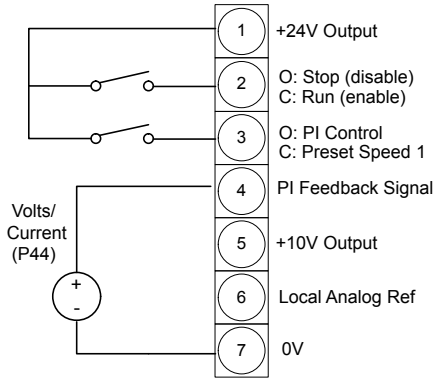 1 +24V Output
2 O: Stop (disable)
C: Run (enable)
3 O: PI Control
C: Preset Speed 1
4 PI Feedback Signal
Volts/
Current
(P44)
5 +10V Output
+
-
6 Local Analog Ref
7 0V